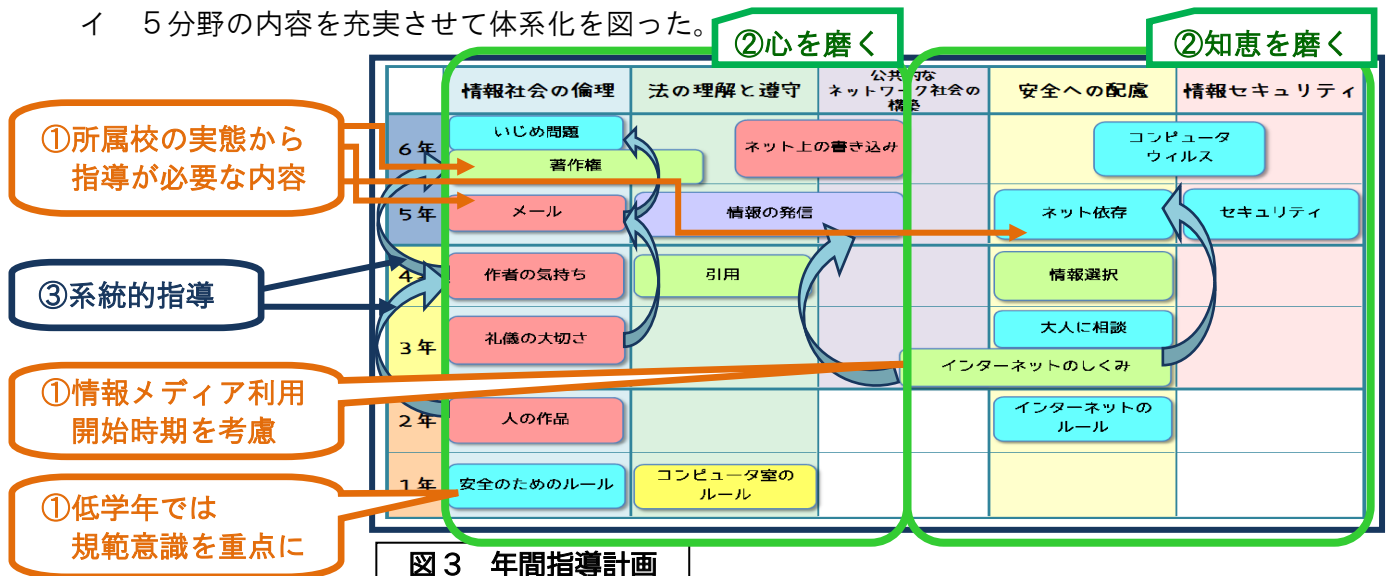 イ　５分野の内容を充実させて体系化を図った。
②心を磨く
②知恵を磨く
情報社会の倫理
法の理解と遵守
公共的な
ネットワーク社会の
構築
安全への配慮
情報セキュリティ
①所属校の実態から
指導が必要な内容
6年
いじめ問題
著作権
ネット上の書き込み
コンピュータ
ウィルス
5年
メール
情報の発信
ネット依存
セキュリティ
③系統的指導
4
作者の気持ち
引用
情報選択
3年
礼儀の大切さ
大人に相談
インターネットのしくみ
①情報メディア利用
開始時期を考慮
2年
人の作品
インターネットの
ルール
①低学年では
規範意識を重点に
1年
安全のためのルール
コンピュータ室の
ルール
図３　年間指導計画